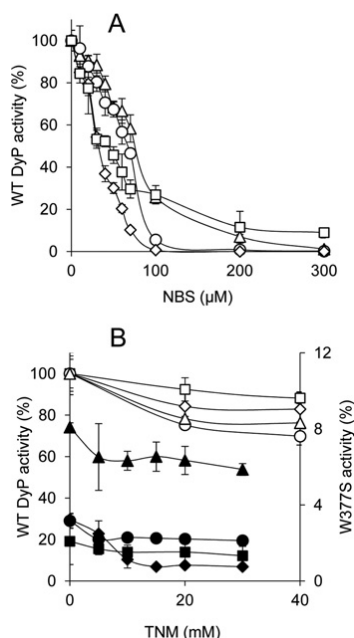 A
WT DyP activity (%)
100
80
60
40
20
0
0 100 200 300
NBS (µM)
B
WT DyP activity (%)
100
80
60
40
20
0
12
8
4
0
W377S activity (%)
0 20 40
TNM (mM)